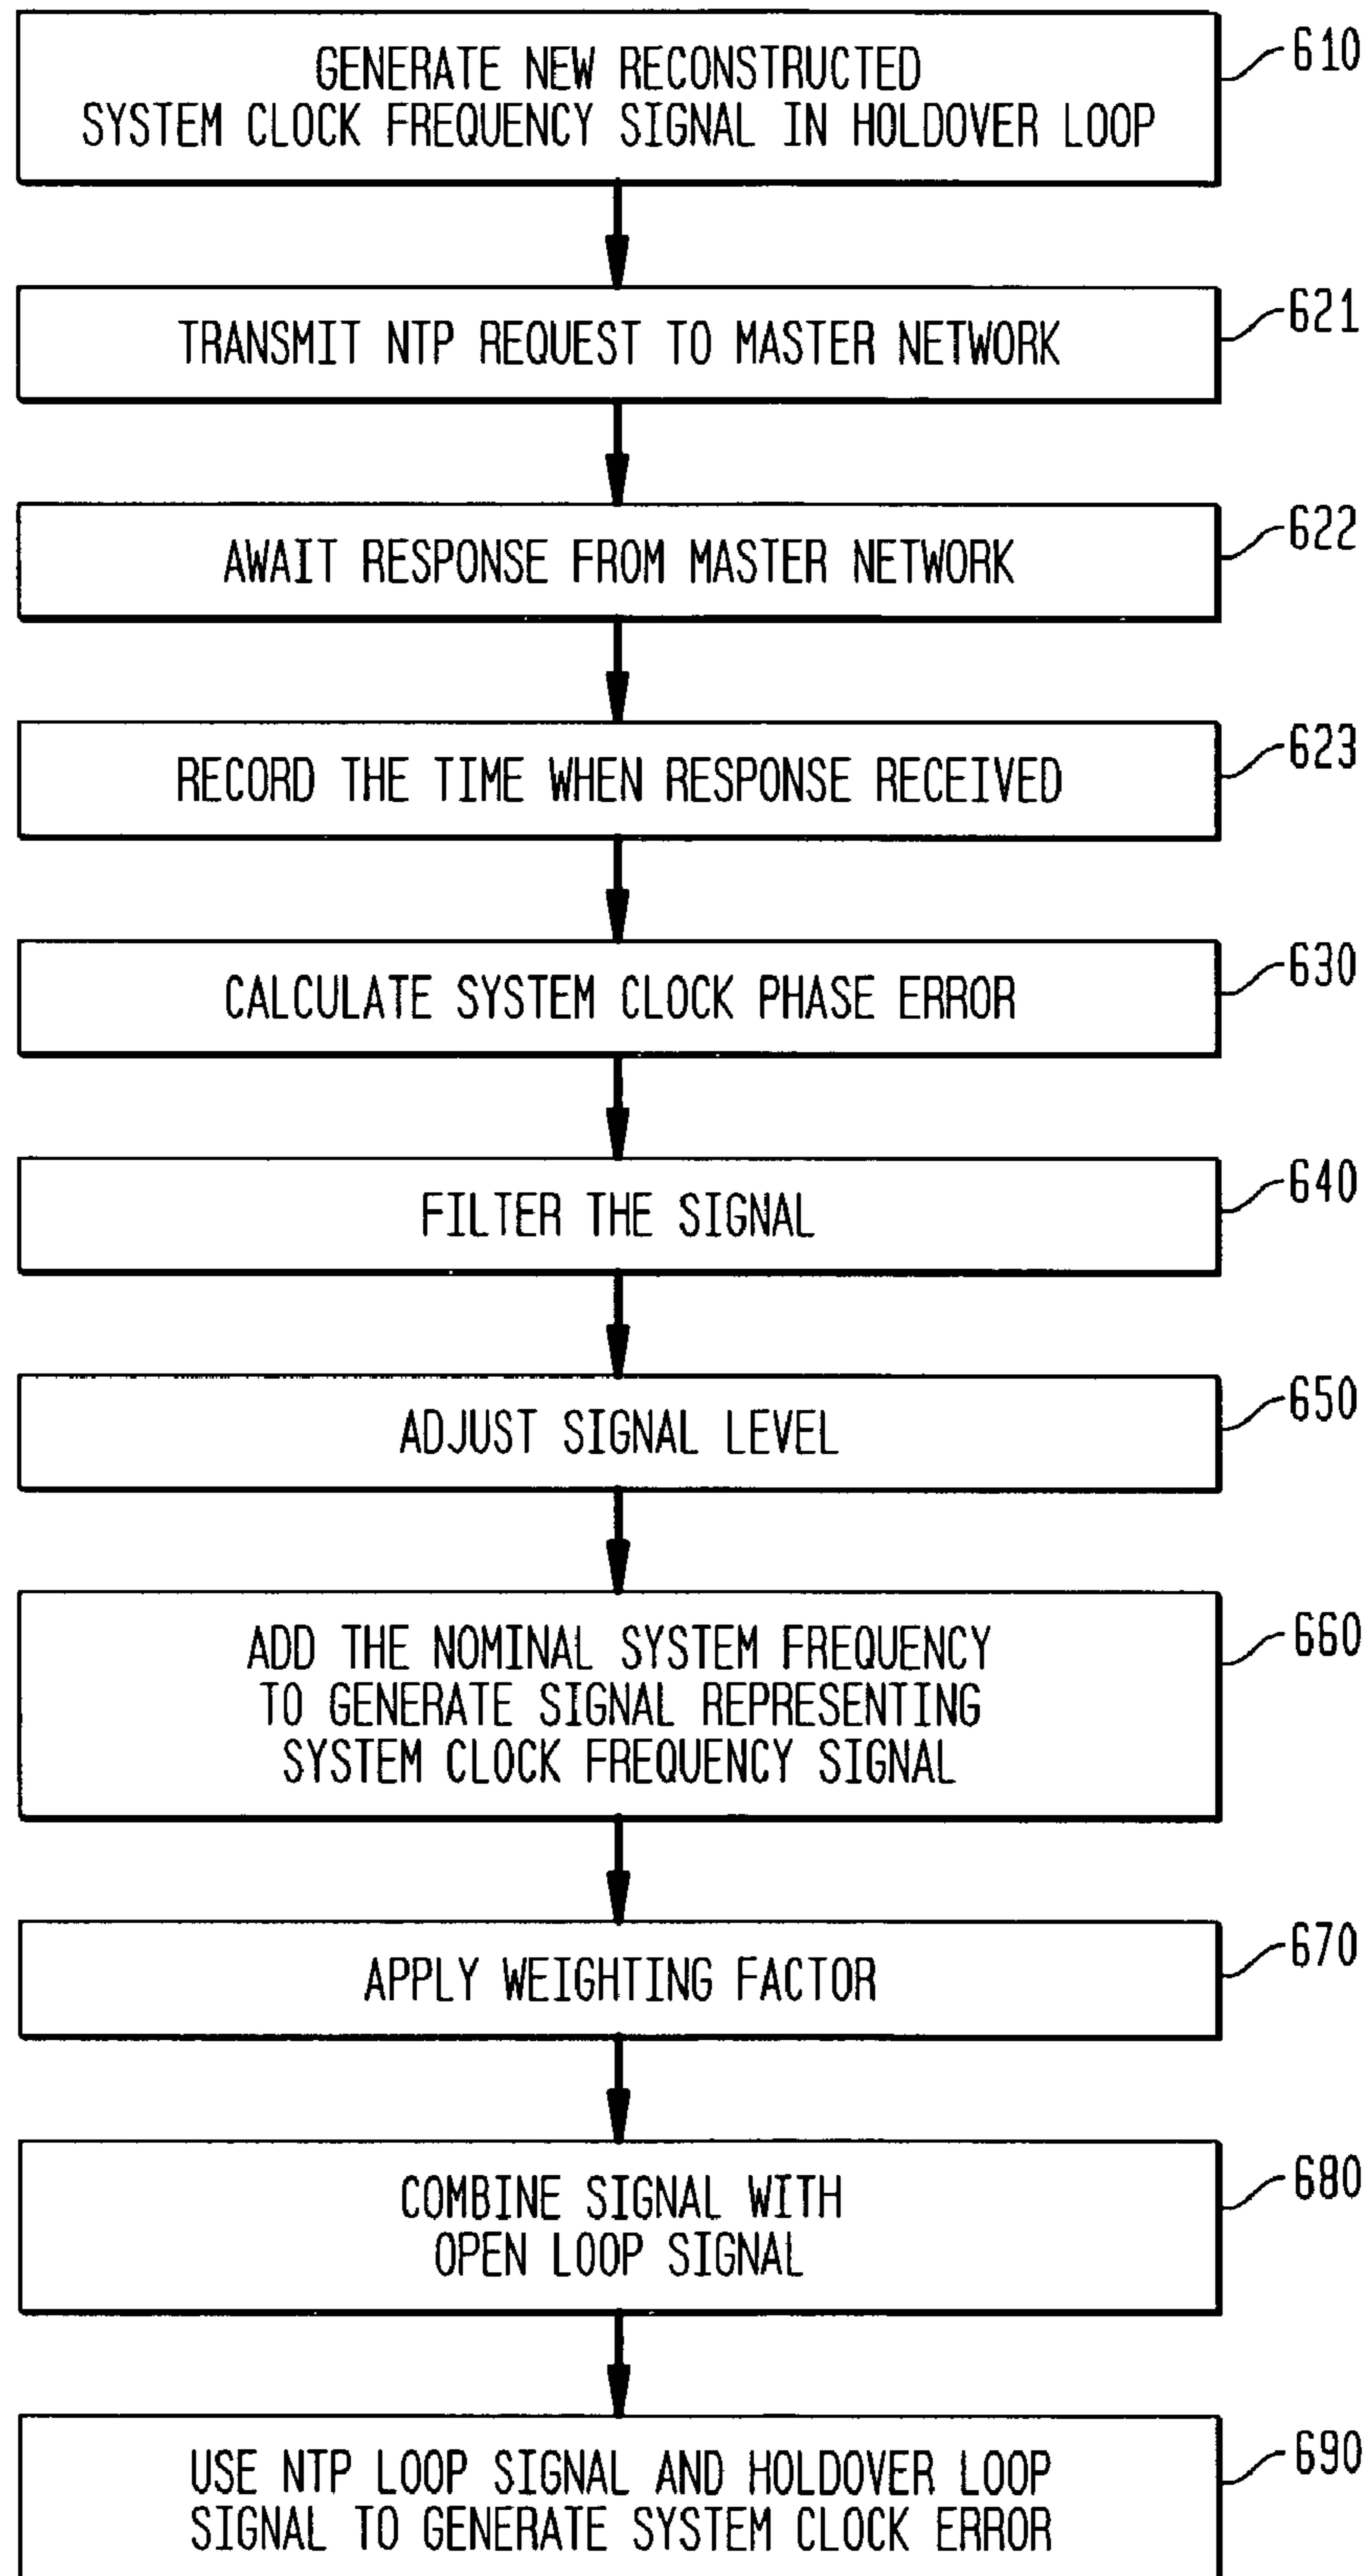 GENERATE NEW RECONSTRUCTED
SYSTEM CLOCK FREQUENCY SIGNAL IN HOLDOVER LOOP
610
TRANSMIT NTP REQUEST TO MASTER NETWORK
621
AWAIT RESPONSE FROM MASTER NETWORK
622
RECORD THE TIME WHEN RESPONSE RECEIVED
623
CALCULATE SYSTEM CLOCK PHASE ERROR
630
FILTER THE SIGNAL
640
ADJUST SIGNAL LEVEL
650
ADD THE NOMINAL SYSTEM FREQUENCY
TO GENERATE SIGNAL REPRESENTING
SYSTEM CLOCK FREQUENCY SIGNAL
660
APPLY WEIGHTING FACTOR
670
COMBINE SIGNAL WITH
OPEN LOOP SIGNAL
680
USE NTP LOOP SIGNAL AND HOLDOVER LOOP
SIGNAL TO GENERATE SYSTEM CLOCK ERROR
690